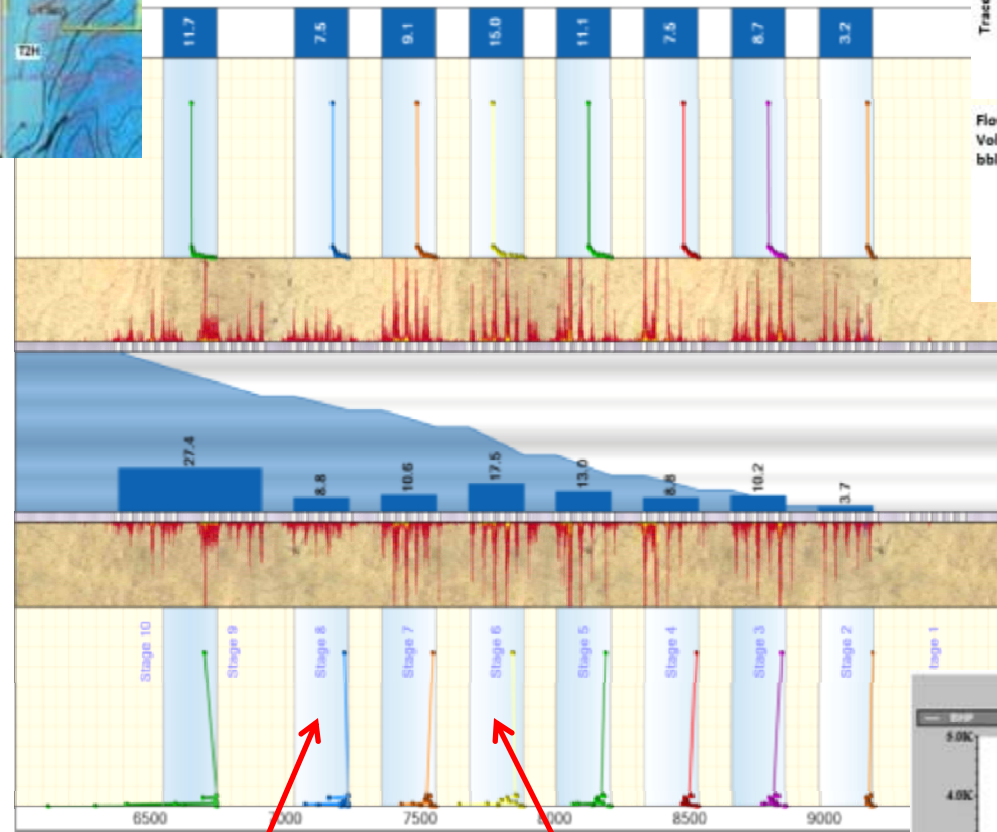 T2H
11.7
7.5
9.1
15.0
11.1
7.5
8.7
3.2
Trace
Flo
Vol
bbl
27.4
8.8
10.6
17.5
13.0
8.8
10.2
3.7
Stage 10
Stage 9
Stage 8
Stage 7
Stage 6
Stage 5
Stage 4
Stage 3
Stage 2
tage 1
BHP
5.0K
4.0K
6500
7000
7500
8000
8500
9000